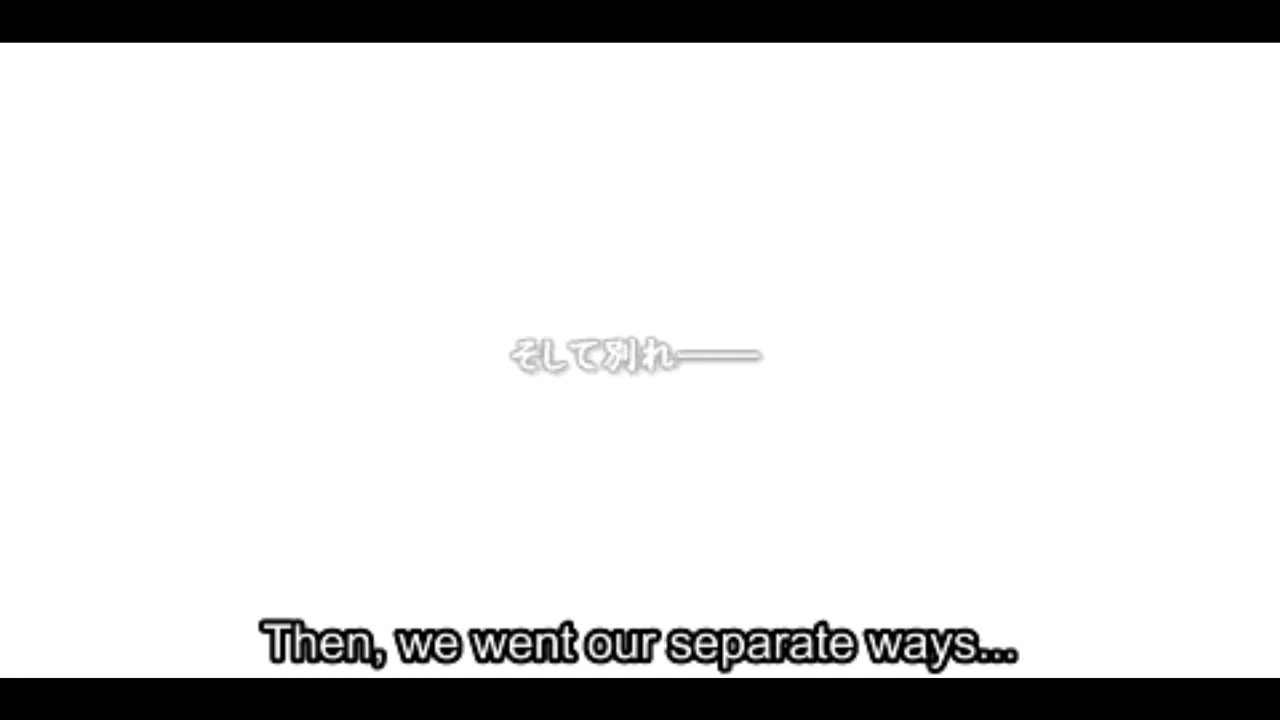 そして別れ――
Then, we went our separate ways...